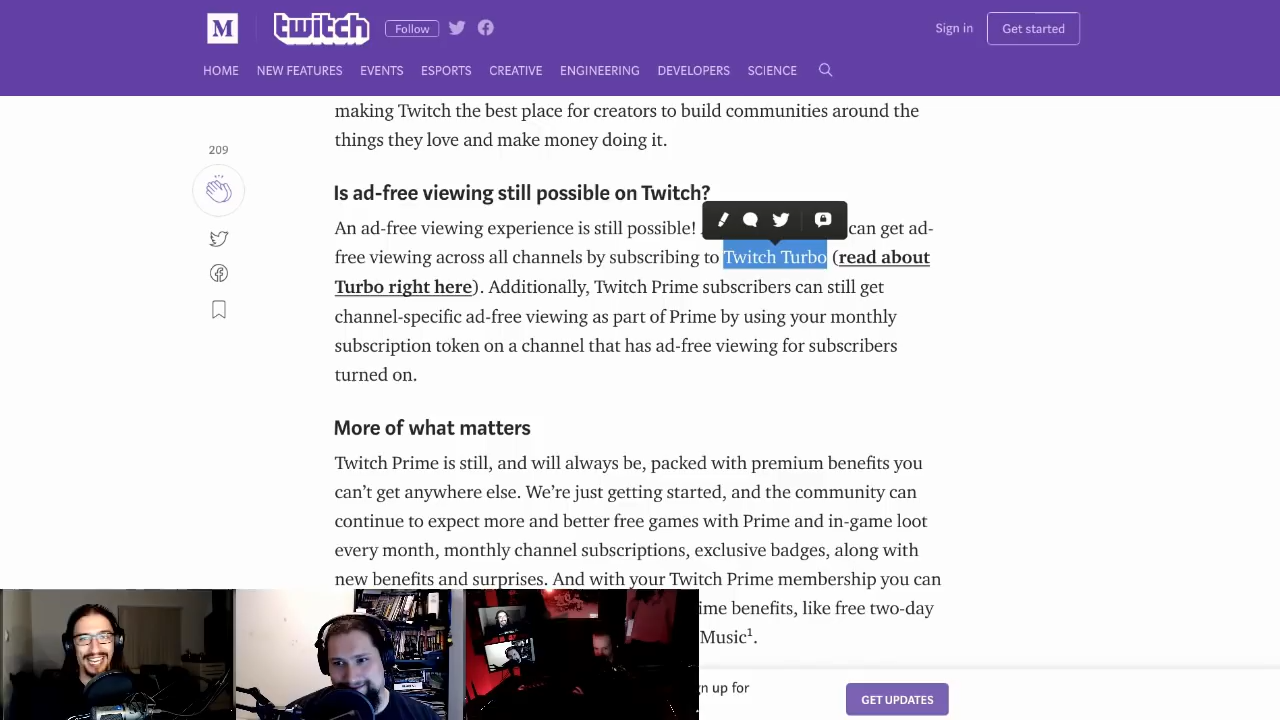 M
twitch
Follow
Sign in
Get started
HOME
NEW FEATURES
EVENTS
ESPORTS
CREATIVE
ENGINEERING
DEVELOPERS
SCIENCE
making Twitch the best place for creators to build communities around the
things they love and make money doing it.
209
Is ad-free viewing still possible on Twitch?
An ad-free viewing experience is still possible! can get ad-
free viewing across all channels by subscribing to Twitch Turbo (read about
Turbo right here). Additionally, Twitch Prime subscribers can still get
channel-specific ad-free viewing as part of Prime by using your monthly
subscription token on a channel that has ad-free viewing for subscribers
turned on.
More of what matters
Twitch Prime is still, and will always be, packed with premium benefits you
can’t get anywhere else. We’re just getting started, and the community can
continue to expect more and better free games with Prime and in-game loot
every month, monthly channel subscriptions, exclusive badges, along with
new benefits and surprises. And with your Twitch Prime membership you can
ime benefits, like free two-day
Music¹.
n up for
GET UPDATES